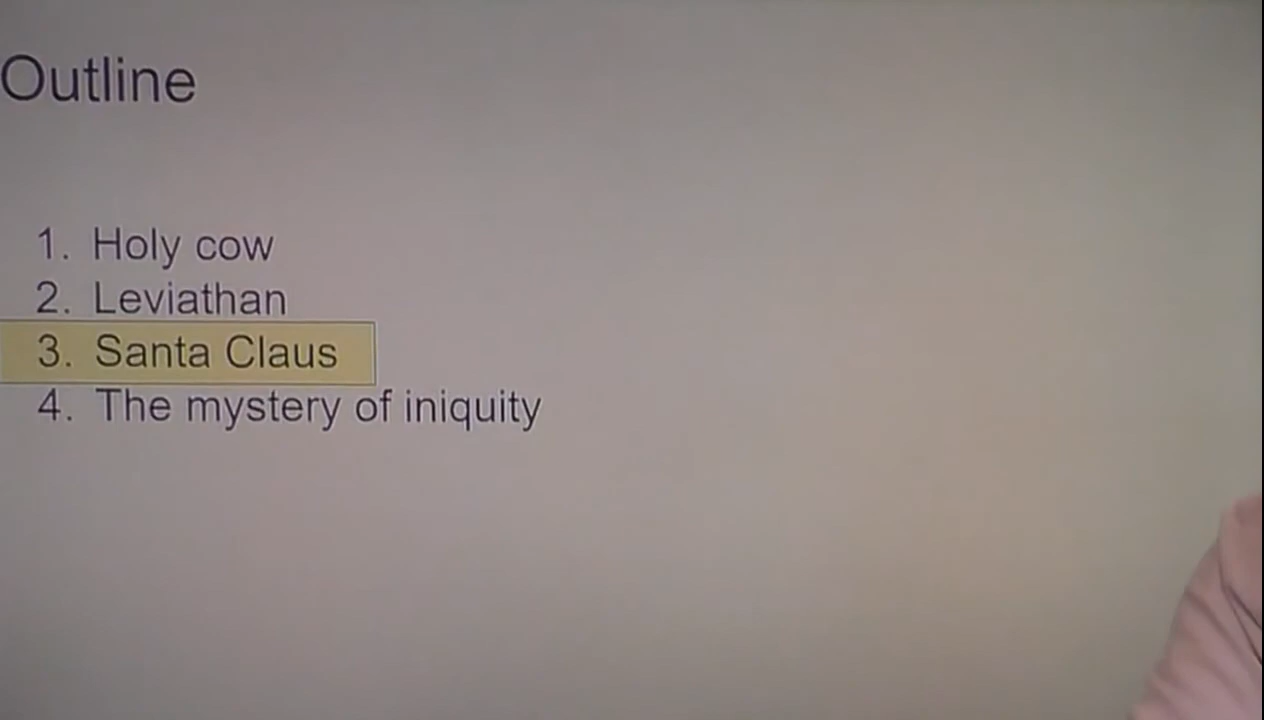 Outline
1. Holy cow
2. Leviathan
3. Santa Claus
4. The mystery of iniquity